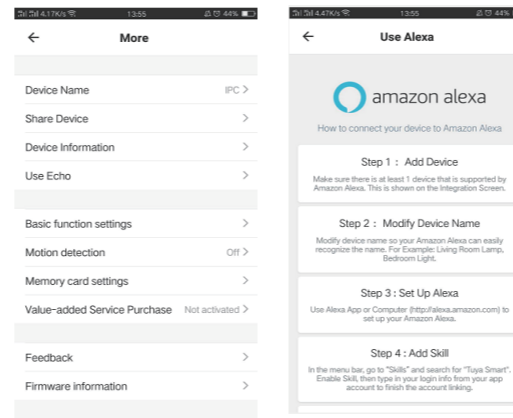 4.17K/s 13:55 44%
More
Device Name IPC >
Share Device >
Device Information >
Use Echo >
Basic function settings >
Motion detection Off >
Memory card settings >
Value-added Service Purchase Not activated >
Feedback >
Firmware information >
4.47K/s 13:55 44%
Use Alexa
amazon alexa
How to connect your device to Amazon Alexa
Step 1 : Add Device
Make sure there is at least 1 device that is supported by
Amazon Alexa. This is shown on the Integration Screen.
Step 2 : Modify Device Name
Modify device name so your Amazon Alexa can easily
recognize the name. For Example: Living Room Lamp,
Bedroom Light.
Step 3 : Set Up Alexa
Use Alexa App or Computer (http://alexa.amazon.com) to
set up your Amazon Alexa.
Step 4 : Add Skill
In the menu bar, go to "Skills" and search for "Tuya Smart".
Enable Skill, then type in your login info from your app
account to finish the account linking.